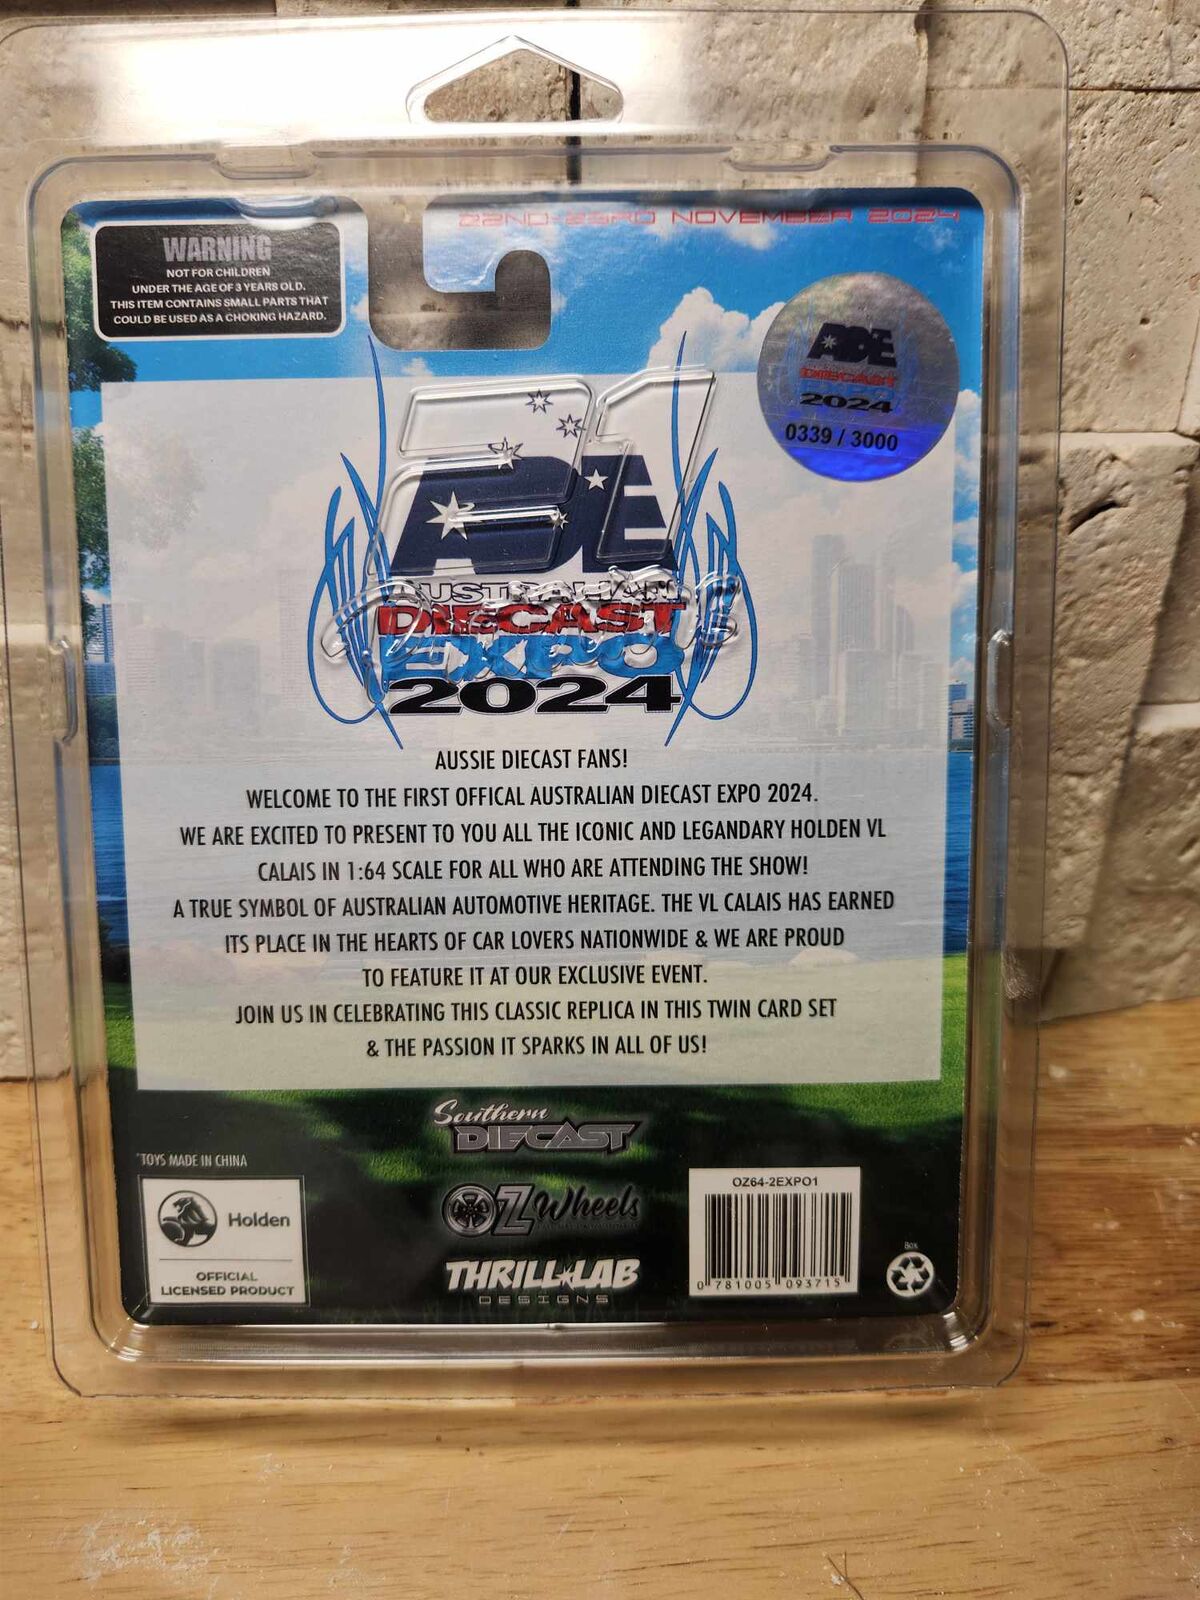 22ND-23RD NOVEMBER 2024
WARNING
NOT FOR CHILDREN
UNDER THE AGE OF 3 YEARS OLD.
THIS ITEM CONTAINS SMALL PARTS THAT
COULD BE USED AS A CHOKING HAZARD.
ADE
DIECAST
EXPO
2024
0339 / 3000
21
ADE
AUSTRALIAN
DIECAST
EXPO
2024
AUSSIE DIECAST FANS!
WELCOME TO THE FIRST OFFICAL AUSTRALIAN DIECAST EXPO 2024.
WE ARE EXCITED TO PRESENT TO YOU ALL THE ICONIC AND LEGANDARY HOLDEN VL
CALAIS IN 1:64 SCALE FOR ALL WHO ARE ATTENDING THE SHOW!
A TRUE SYMBOL OF AUSTRALIAN AUTOMOTIVE HERITAGE. THE VL CALAIS HAS EARNED
ITS PLACE IN THE HEARTS OF CAR LOVERS NATIONWIDE & WE ARE PROUD
TO FEATURE IT AT OUR EXCLUSIVE EVENT.
JOIN US IN CELEBRATING THIS CLASSIC REPLICA IN THIS TWIN CARD SET
& THE PASSION IT SPARKS IN ALL OF US!
Southern
DIECAST
*TOYS MADE IN CHINA
Holden
OFFICIAL
LICENSED PRODUCT
OZ Wheels
THRILL LAB
DESIGNS
OZ64-2EXPO1
0 781005 093715
Box